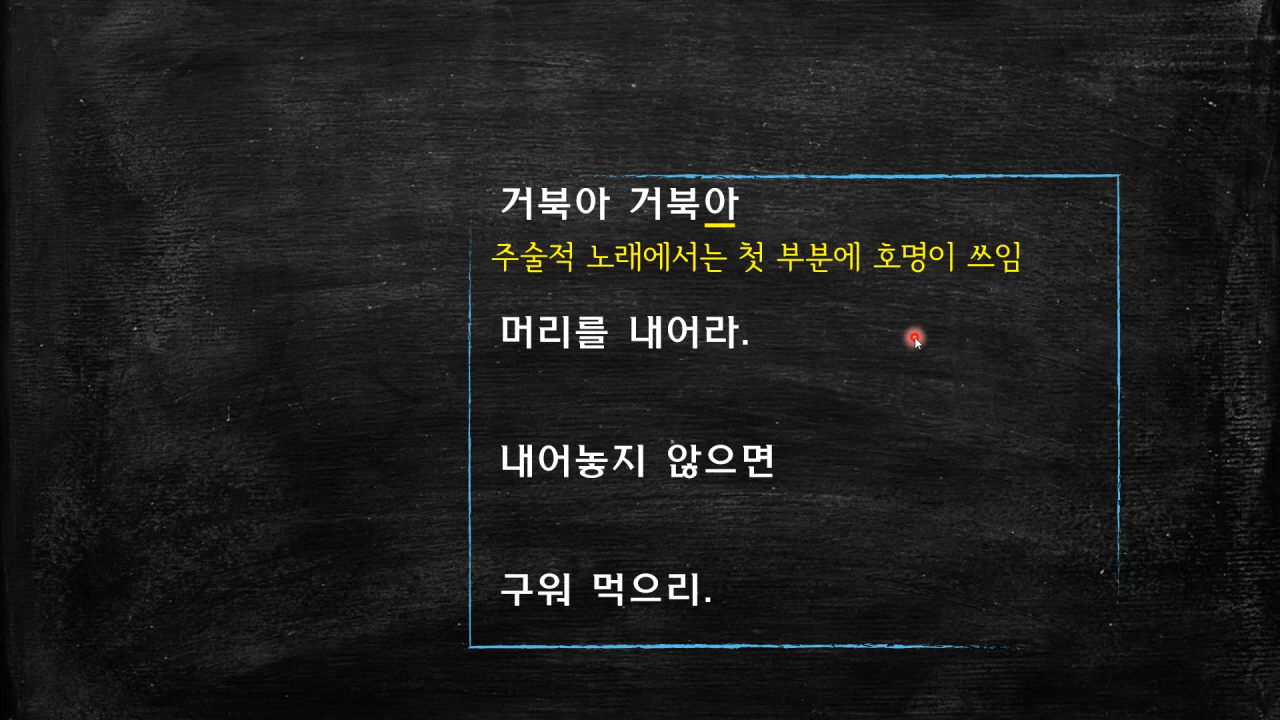 거북아 거북아
주술적 노래에서는 첫 부분에 호명이 쓰임
머리를 내어라.
내어놓지 않으면
구워 먹으리.